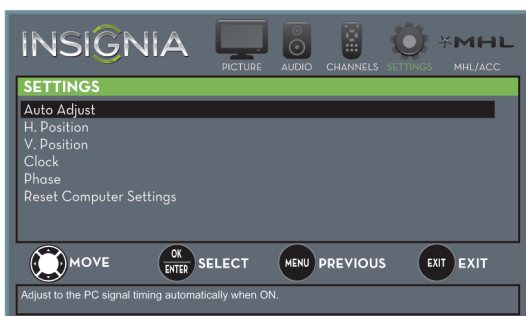 INSIGNIA
PICTURE AUDIO CHANNELS SETTINGS MHL/ACC
MHL
SETTINGS
Auto Adjust
H. Position
V. Position
Clock
Phase
Reset Computer Settings
MOVE OK ENTER SELECT MENU PREVIOUS EXIT EXIT
Adjust to the PC signal timing automatically when ON.